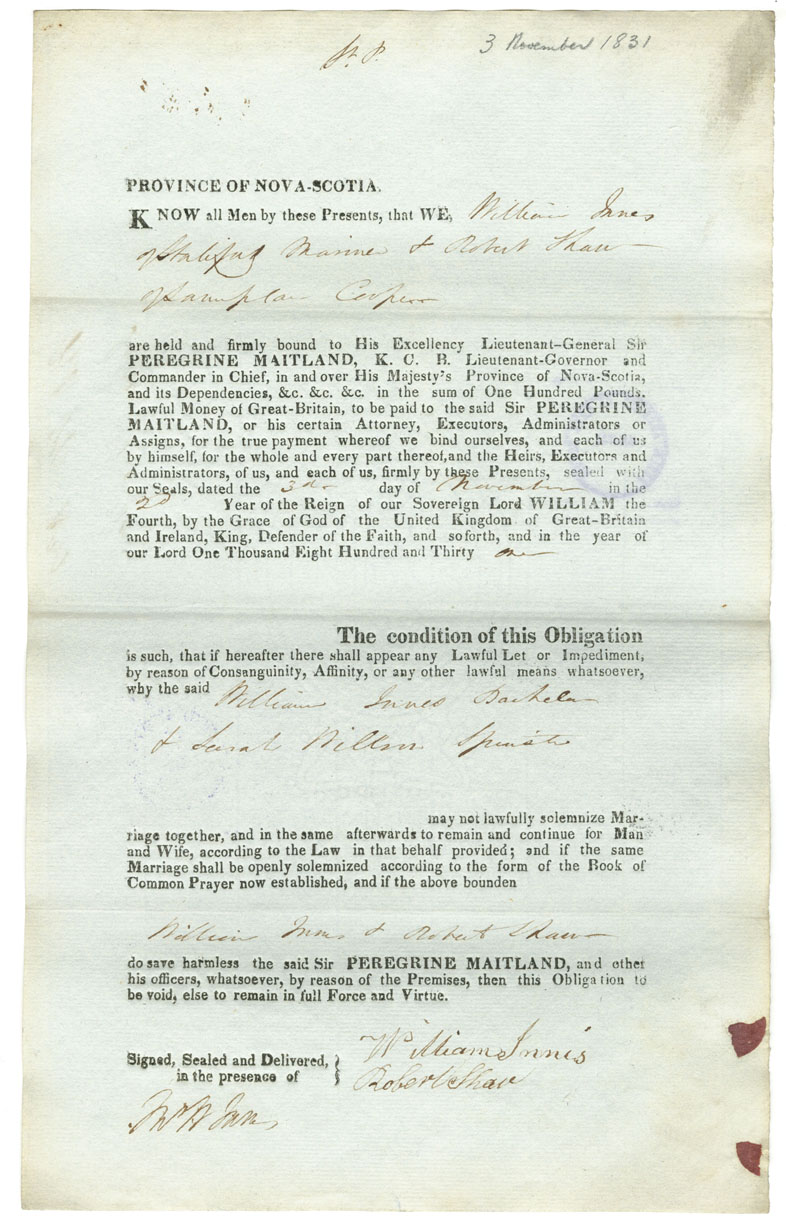 St. P.
3 November 1831
PROVINCE OF NOVA-SCOTIA.
KNOW all Men by these Presents, that WE, William Innes
of Halifax Mariner & Robert Shaw
Cooper
are held and firmly bound to His Excellency Lieutenant-General Sir
PEREGRINE MAITLAND, K. C. B. Lieutenant-Governor and
Commander in Chief, in and over His Majesty's Province of Nova-Scotia,
and its Dependencies, &c. &c. &c. in the sum of One Hundred Pounds.
Lawful Money of Great-Britain, to be paid to the said Sir PEREGRINE
MAITLAND, or his certain Attorney, Executors, Administrators or
Assigns, for the true payment whereof we bind ourselves, and each of us
by himself, for the whole and every part thereof, and the Heirs, Executors and
Administrators, of us, and each of us, firmly by these Presents, sealed with
our Seals, dated the 3rd day of November in the
2d Year of the Reign of our Sovereign Lord WILLIAM the
Fourth, by the Grace of God of the United Kingdom of Great-Britain
and Ireland, King, Defender of the Faith, and soforth, and in the year of
our Lord One Thousand Eight Hundred and Thirty one
The condition of this Obligation
is such, that if hereafter there shall appear any Lawful Let or Impediment,
by reason of Consanguinity, Affinity, or any other lawful means whatsoever,
why the said William Innes Bachelor
& Sarah Willson Spinster
may not lawfully solemnize Mar-
riage together, and in the same afterwards to remain and continue for Man
and Wife, according to the Law in that behalf provided; and if the same
Marriage shall be openly solemnized according to the form of the Book of
Common Prayer now established, and if the above bounden
William Innes & Robert Shaw
do save harmless the said Sir PEREGRINE MAITLAND, and other
his officers, whatsoever, by reason of the Premises, then this Obligation to
be void, else to remain in full Force and Virtue.
Signed, Sealed and Delivered,
in the presence of
William Innis
Robert Shaw